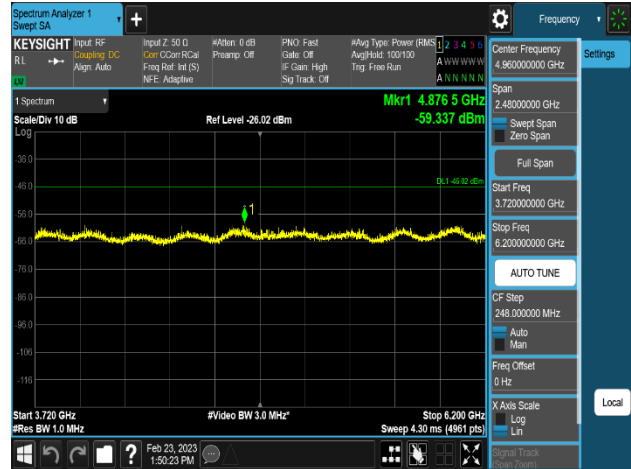 Spectrum Analyzer 1
Swept SA
+
Frequency
KEYSIGHT
Input: RF
Input Z: 50 Ω
#Atten: 0 dB
PNO: Fast
#Avg Type: Power (RMS
1 2 3 4 5 6
RL
Coupling: DC
Corr CCorr RCal
Preamp: Off
Gate: Off
Avg|Hold: 100/100
A W W W W W
Align: Auto
Freq Ref: Int (S)
IF Gain: High
Trig: Free Run
NFE: Adaptive
Sig Track: Off
A N N N N N
LXI
1 Spectrum
Mkr1 4.876 5 GHz
Scale/Div 10 dB
Ref Level -26.02 dBm
-59.337 dBm
Log
-36.0
-46.0
DL1 -46.02 dBm
-56.0
1
-66.0
-76.0
-86.0
-96.0
-106
-116
Start 3.720 GHz
#Video BW 3.0 MHz*
Stop 6.200 GHz
#Res BW 1.0 MHz
Sweep 4.30 ms (4961 pts)
?
Feb 23, 2023
1:50:23 PM
Center Frequency
4.960000000 GHz
Settings
Span
2.48000000 GHz
Swept Span
Zero Span
Full Span
Start Freq
3.720000000 GHz
Stop Freq
6.200000000 GHz
AUTO TUNE
CF Step
248.000000 MHz
Auto
Man
Freq Offset
0 Hz
X Axis Scale
Log
Lin
Local
Signal Track
(Span Zoom)